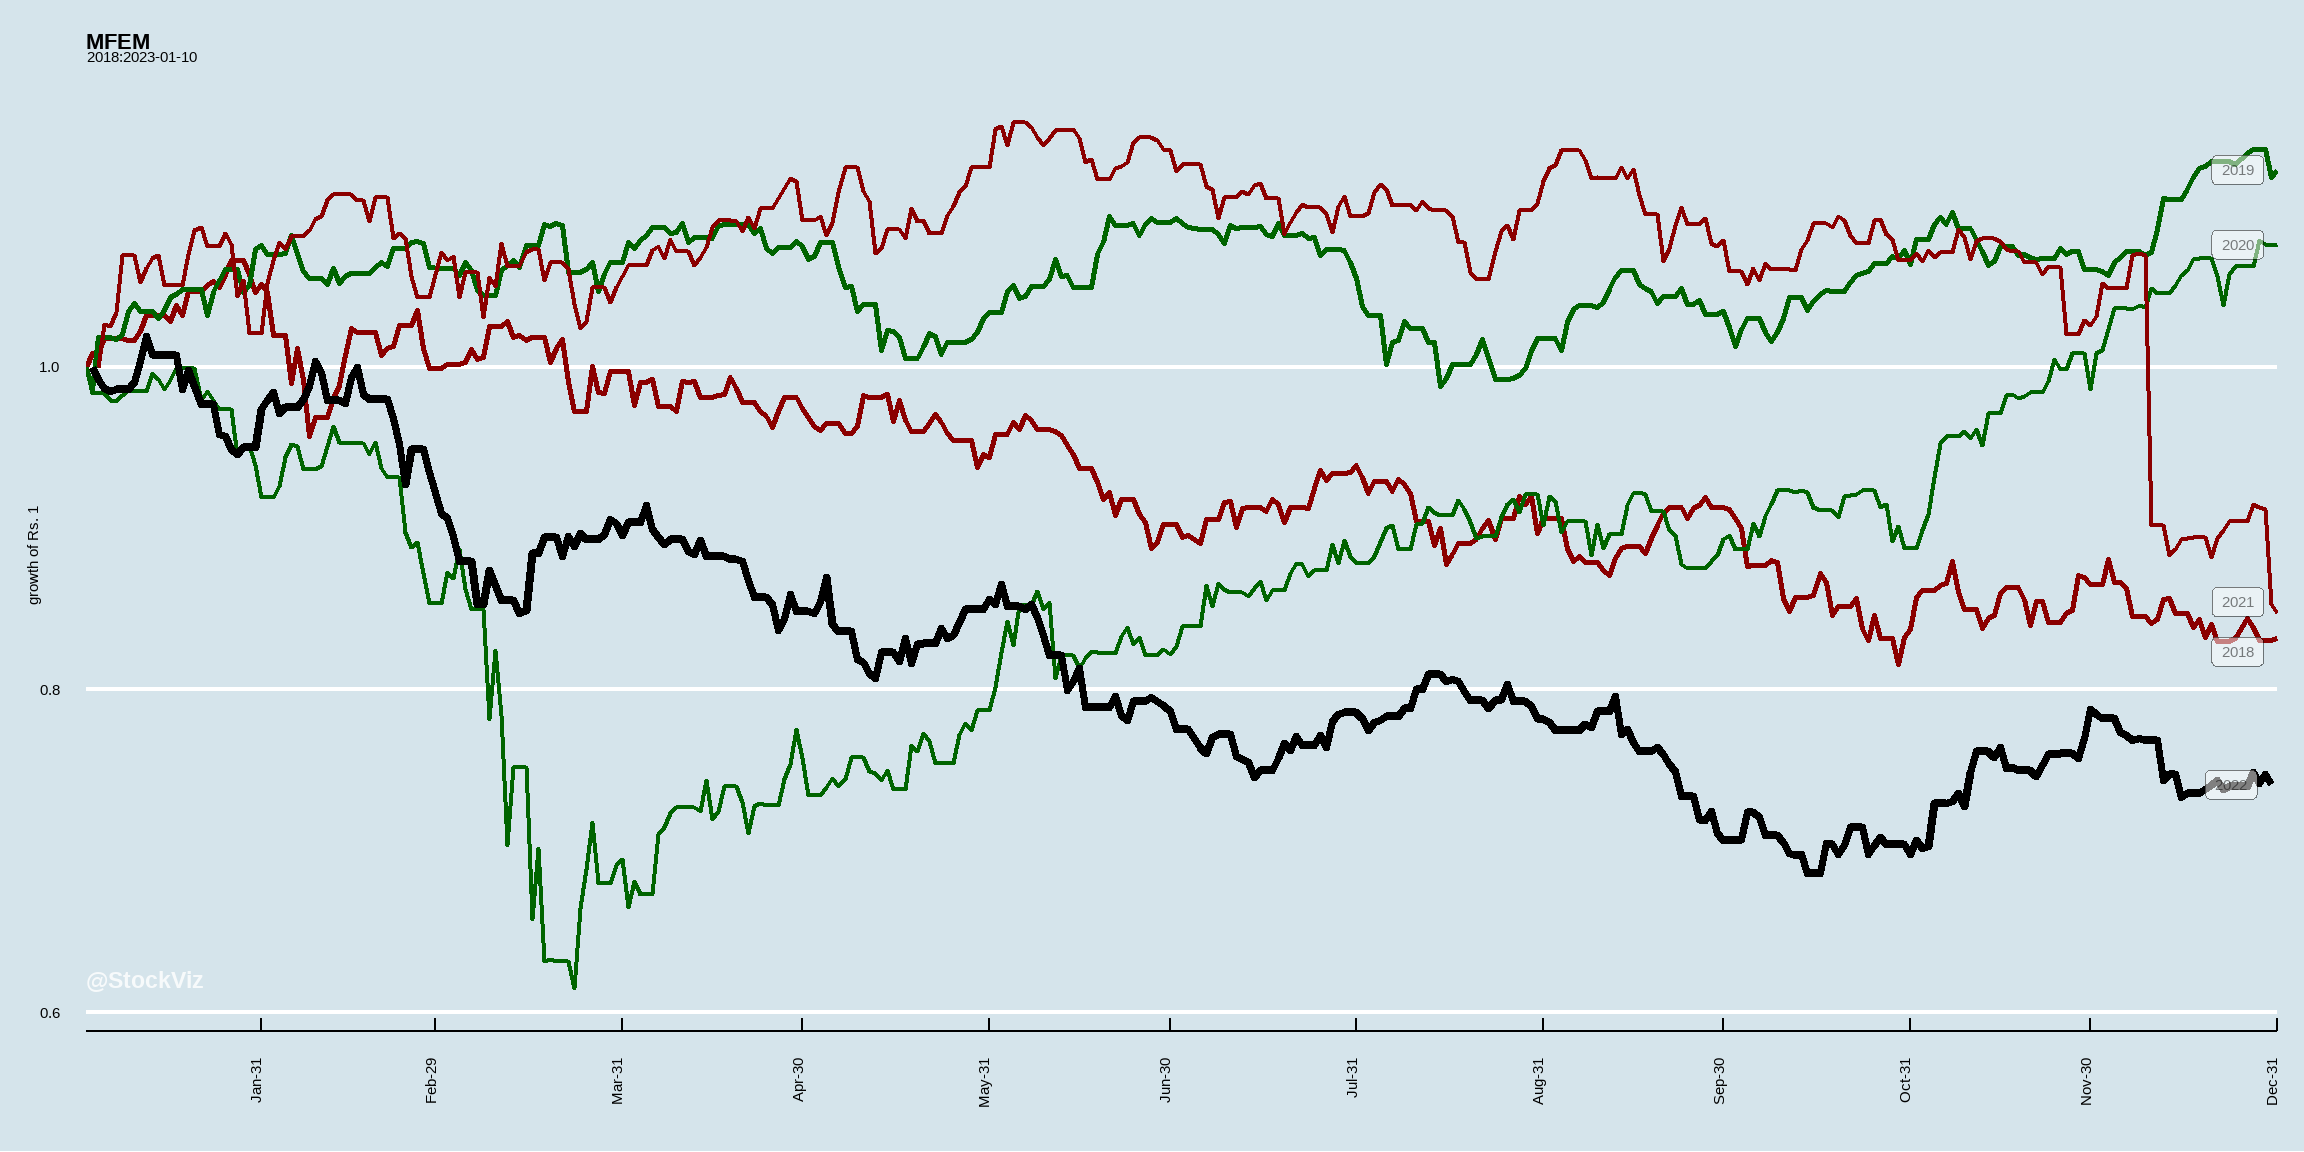 MFEM
2018:2023-01-10
growth of Rs. 1
1.0
0.8
0.6
2019
2020
2021
2018
2022
@StockViz
Jan-31
Feb-29
Mar-31
Apr-30
May-31
Jun-30
Jul-31
Aug-31
Sep-30
Oct-31
Nov-30
Dec-31